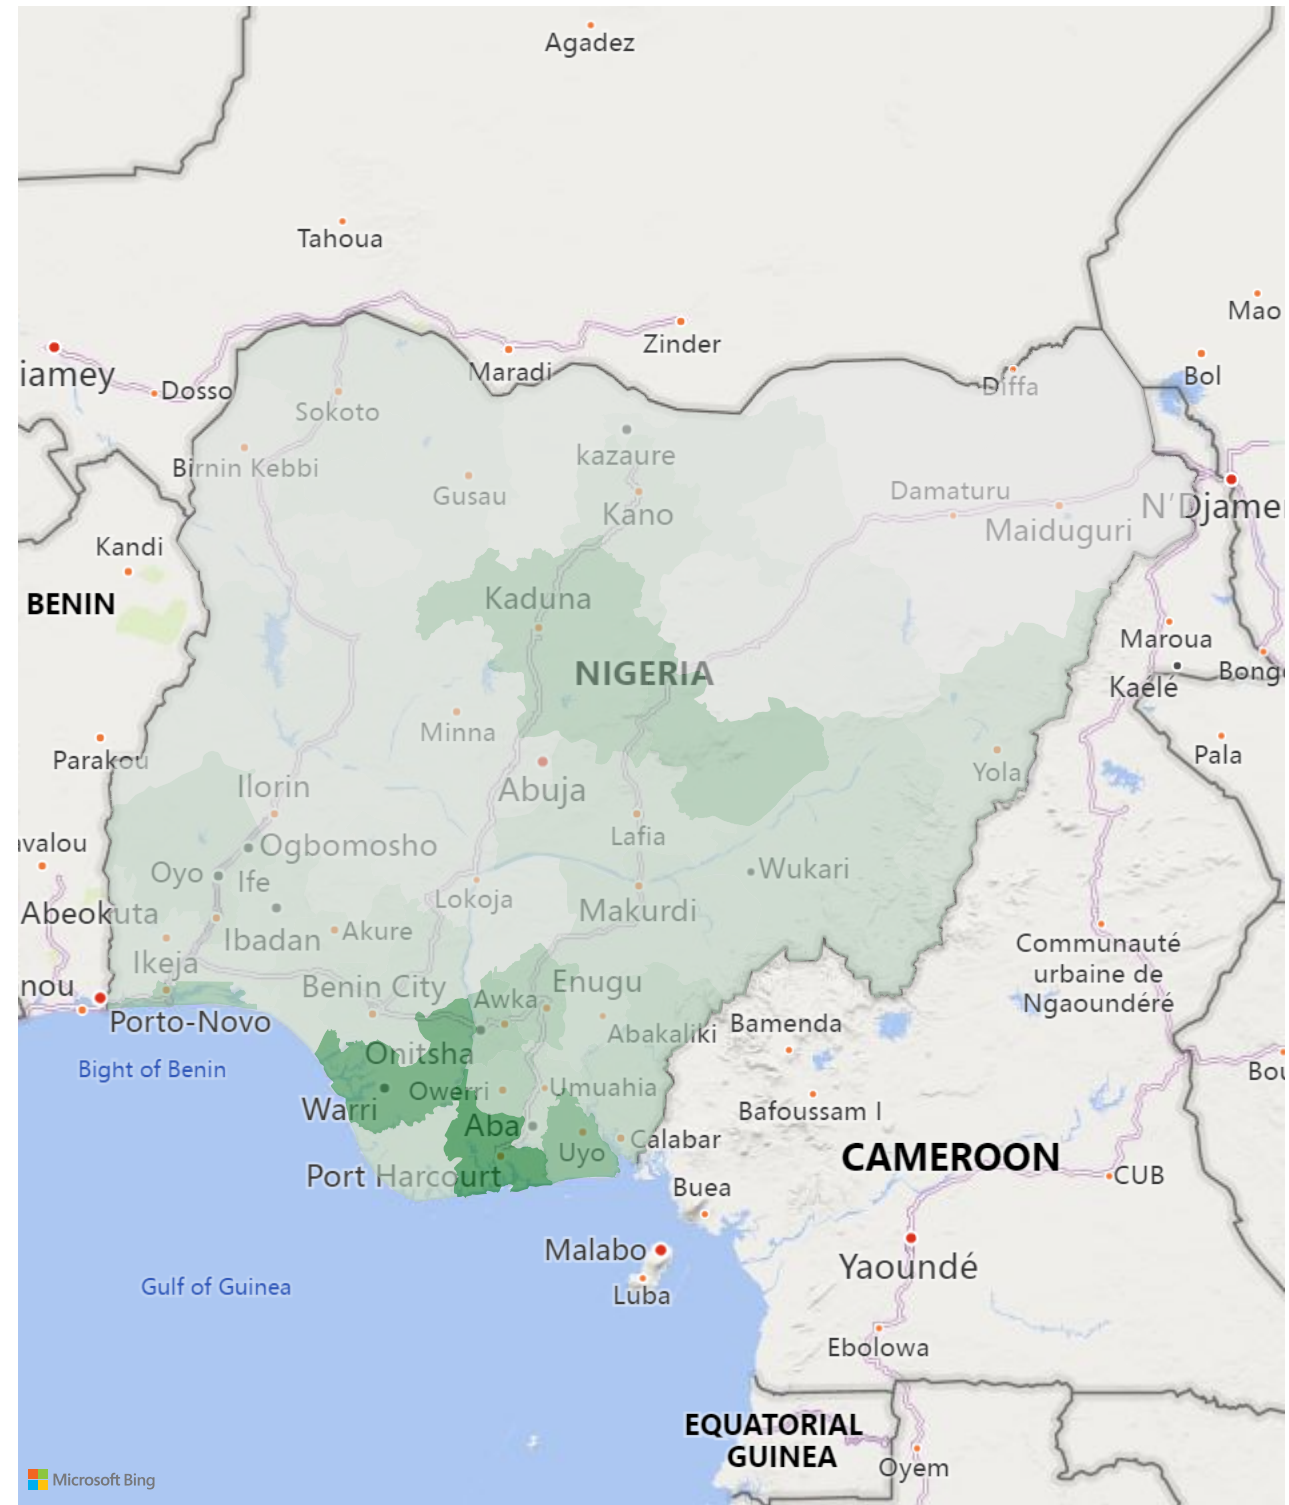 Agadez
Tahoua
Mao
Zinder
iamey
Maradi
Diffa
Bol
Dosso
Sokoto
kazaure
Birnin Kebbi
Gusau
Damaturu
N'Djame
Kano
Maiduguri
Kandi
BENIN
Kaduna
Maroua
NIGERIA
Bong
Kaélé
Minna
Parakou
Pala
Yola
Ilorin
Abuja
Lafia
avalou
Ogbomosho
Oyo
Ife
Wukari
Lokoja
Abeokuta
Makurdi
Ibadan
Akure
Communauté
urbaine de
Ngaoundéré
Ikeja
nou
Benin City
Enugu
Awka
Porto-Novo
Abakaliki
Bamenda
Onitsha
Bight of Benin
Bou
Owerri
Umuahia
Warri
Bafoussam I
Aba
Calabar
Uyo
CAMEROON
Port Harcourt
CUB
Buea
Malabo
Yaoundé
Gulf of Guinea
Luba
Ebolowa
EQUATORIAL
GUINEA
Oyem
Microsoft Bing